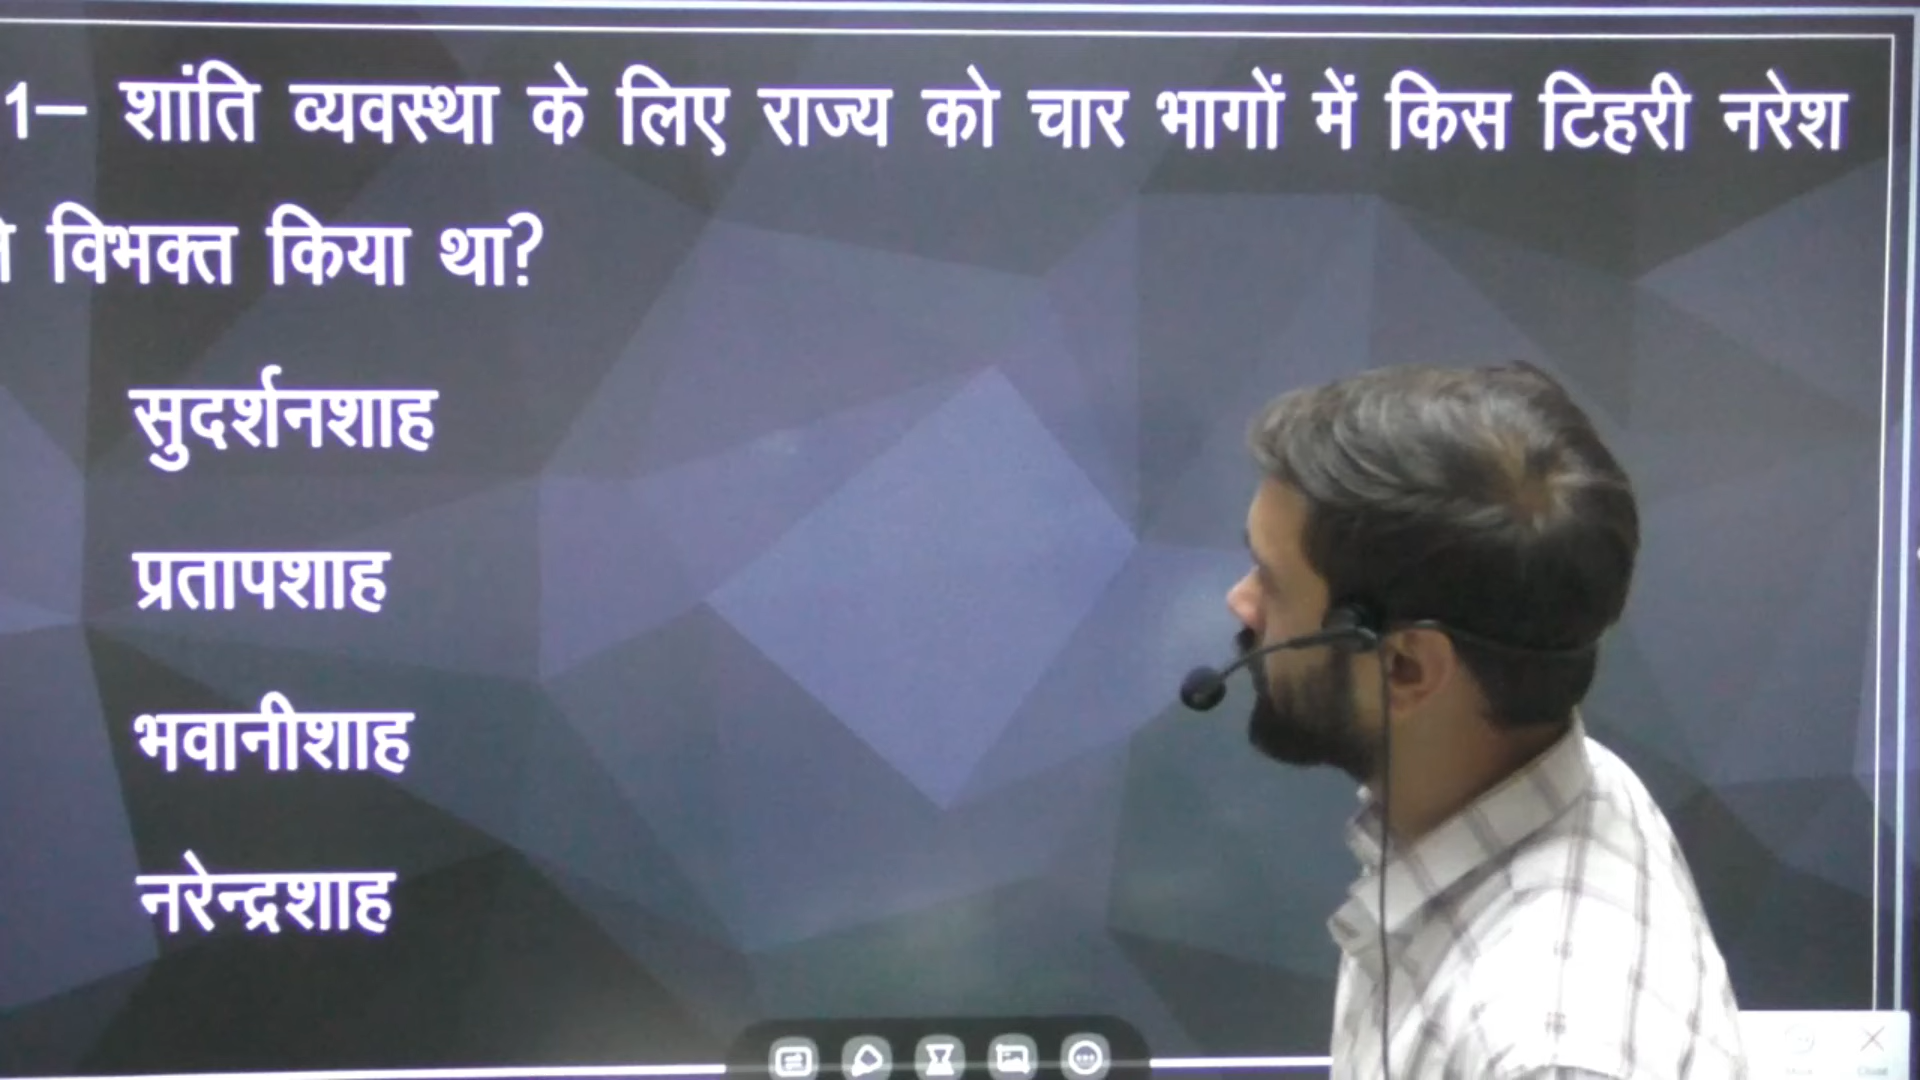 1– शांति व्यवस्था के लिए राज्य को चार भागों में किस टिहरी नरेश
विभक्त किया था?
सुदर्शनशाह
प्रतापशाह
भवानीशाह
नरेन्द्रशाह